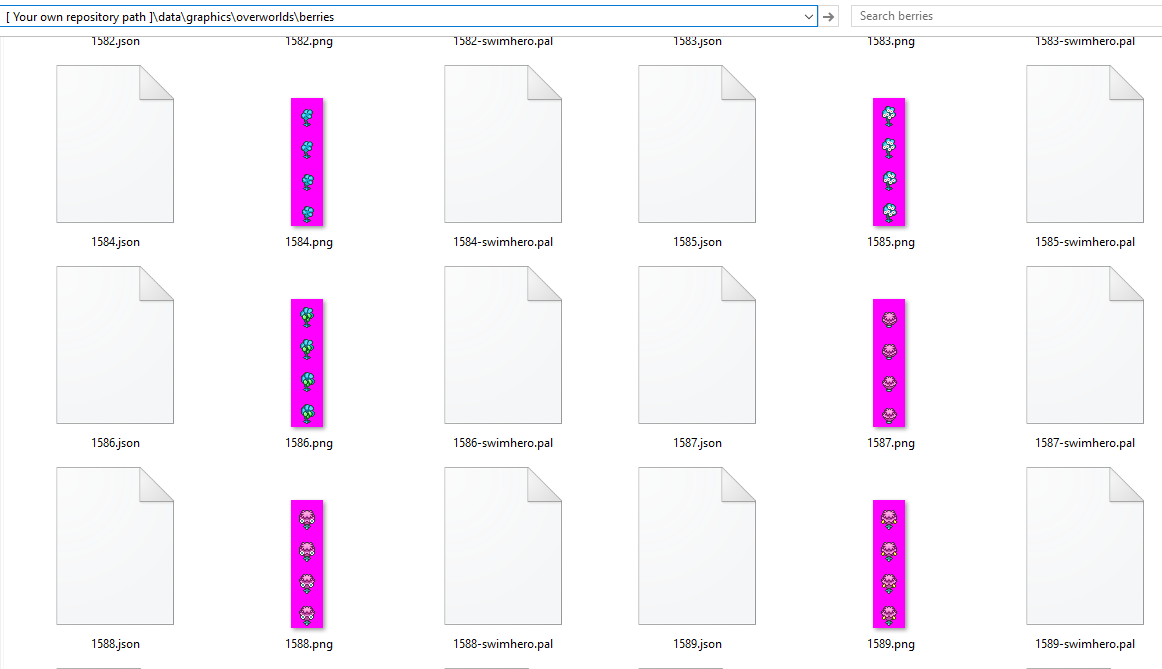 [ Your own repository path ]\data\graphics\overworlds\berries
Search berries
1582.json 1582.png 1582-swimhero.pal 1583.json 1583.png 1583-swimhero.pal
1584.json 1584.png 1584-swimhero.pal 1585.json 1585.png 1585-swimhero.pal
1586.json 1586.png 1586-swimhero.pal 1587.json 1587.png 1587-swimhero.pal
1588.json 1588.png 1588-swimhero.pal 1589.json 1589.png 1589-swimhero.pal